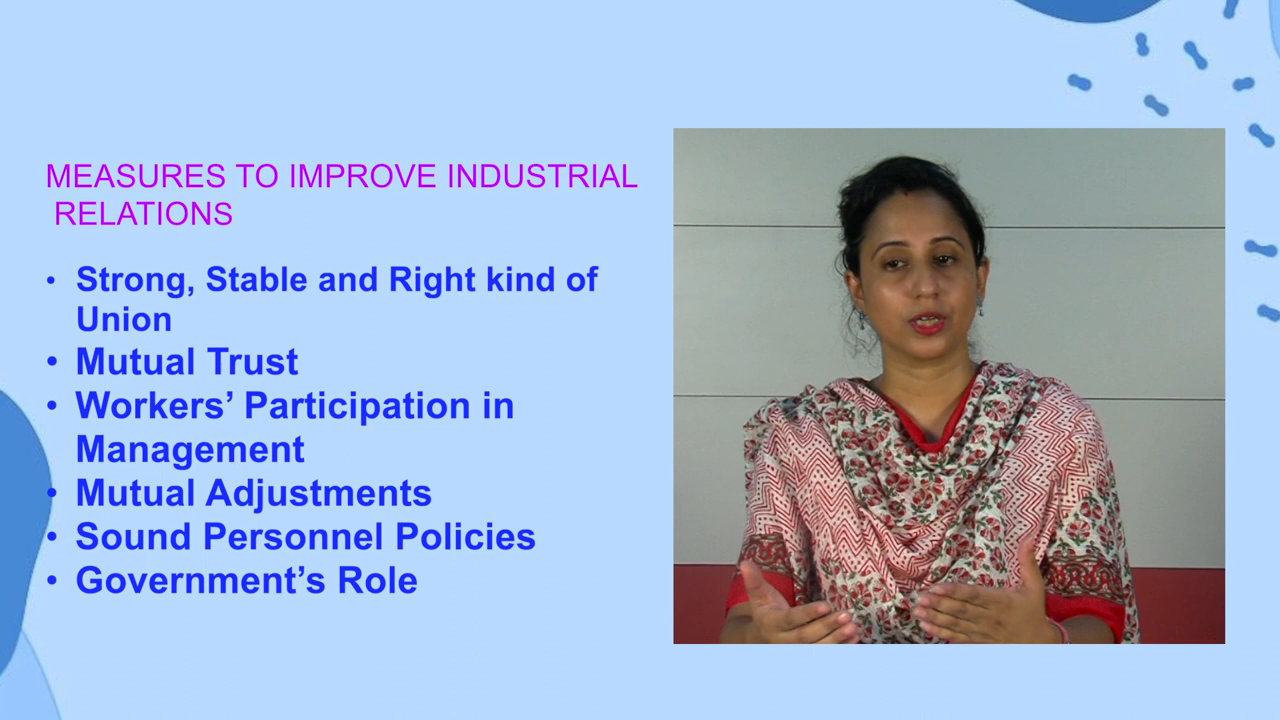 MEASURES TO IMPROVE INDUSTRIAL
RELATIONS
• Strong, Stable and Right kind of
Union
• Mutual Trust
• Workers’ Participation in
Management
• Mutual Adjustments
• Sound Personnel Policies
• Government’s Role